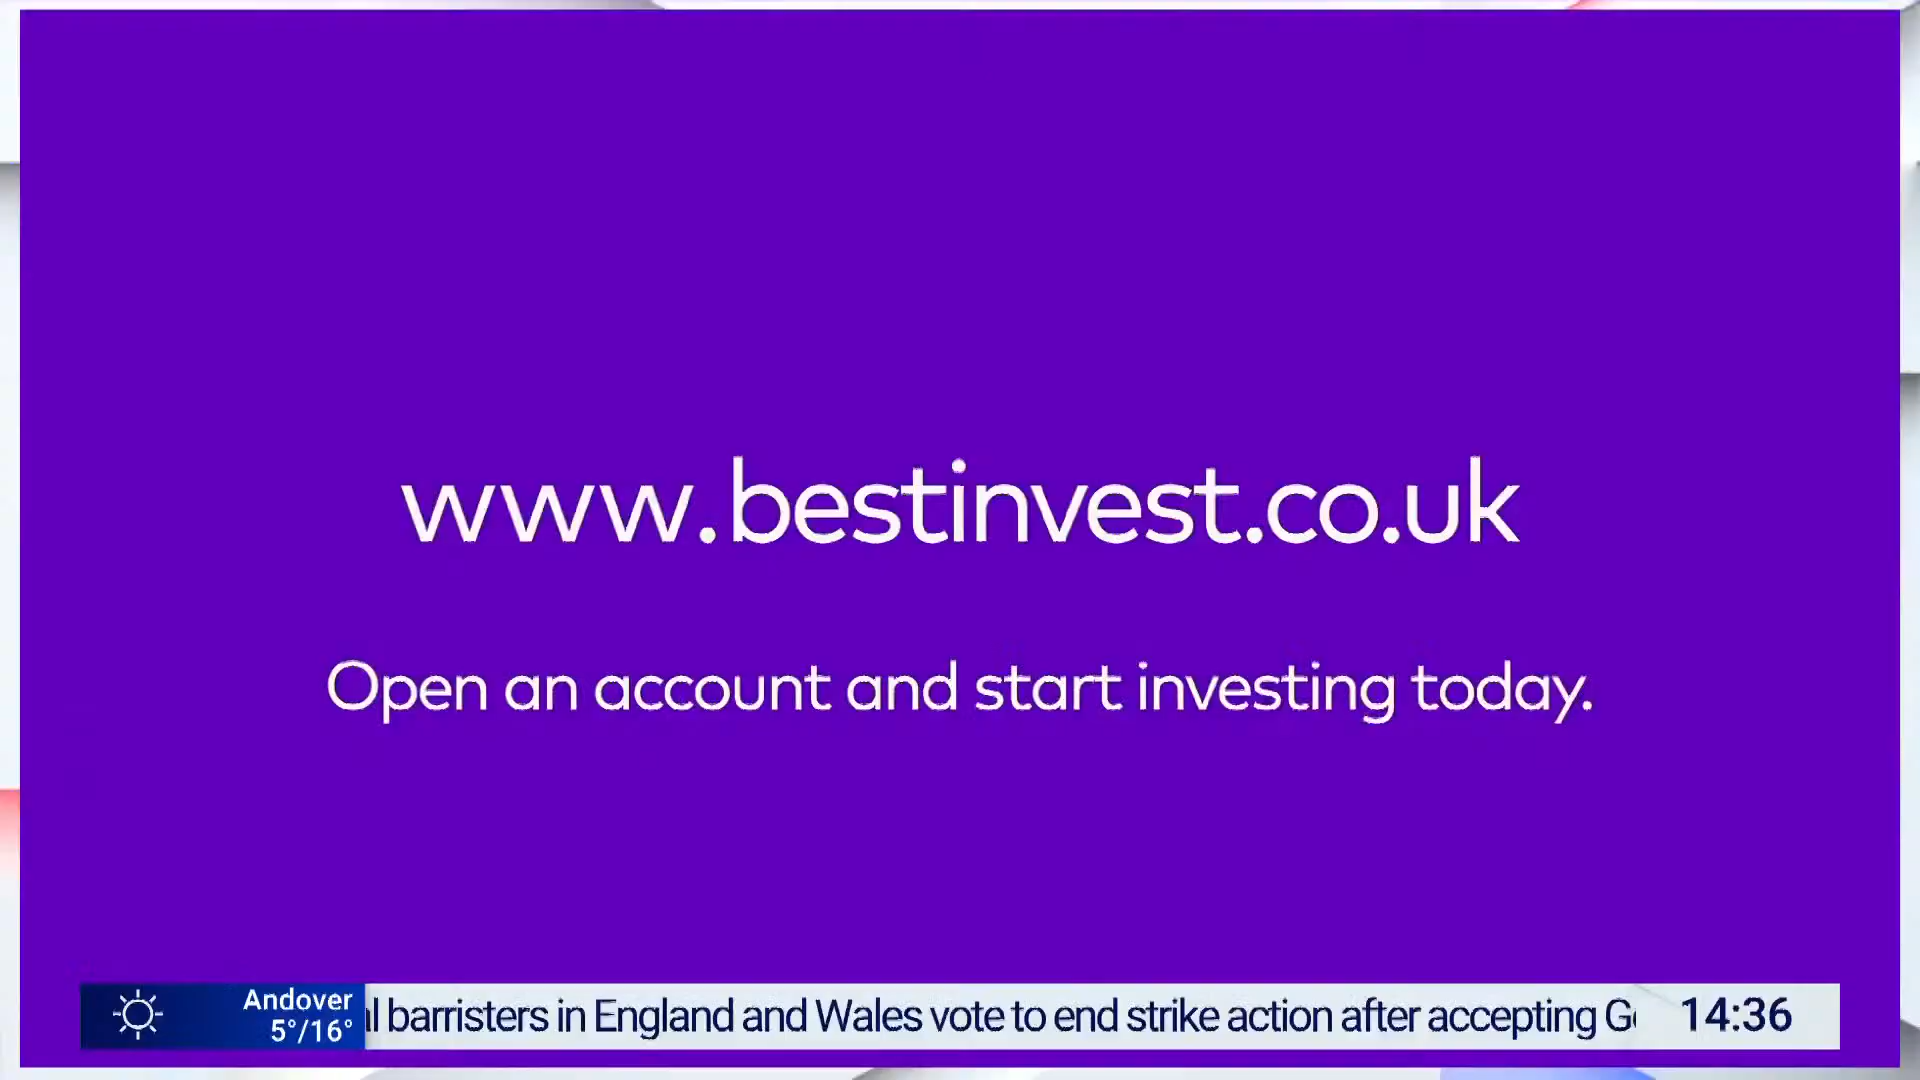 www.bestinvest.co.uk
Open an account and start investing today.
Andover
5°/16°
barristers in England and Wales vote to end strike action after accepting
14:36